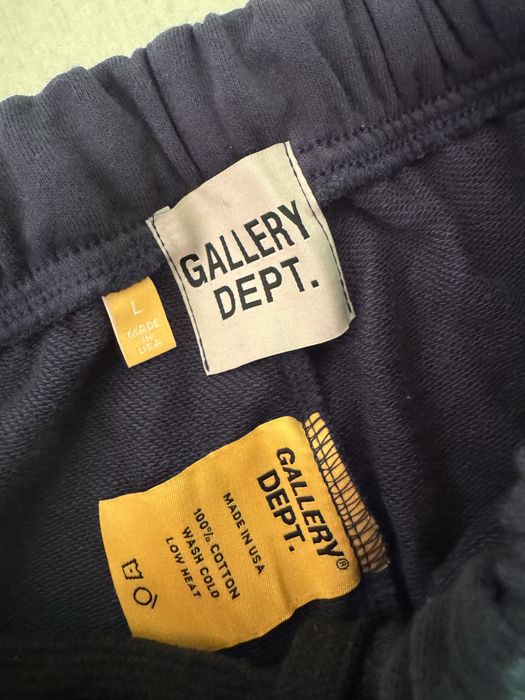 GALLERY
DEPT.
L
MADE
IN
USA
GALLERY
DEPT.®
MADE IN USA
100% COTTON
WASH COLD
LOW HEAT